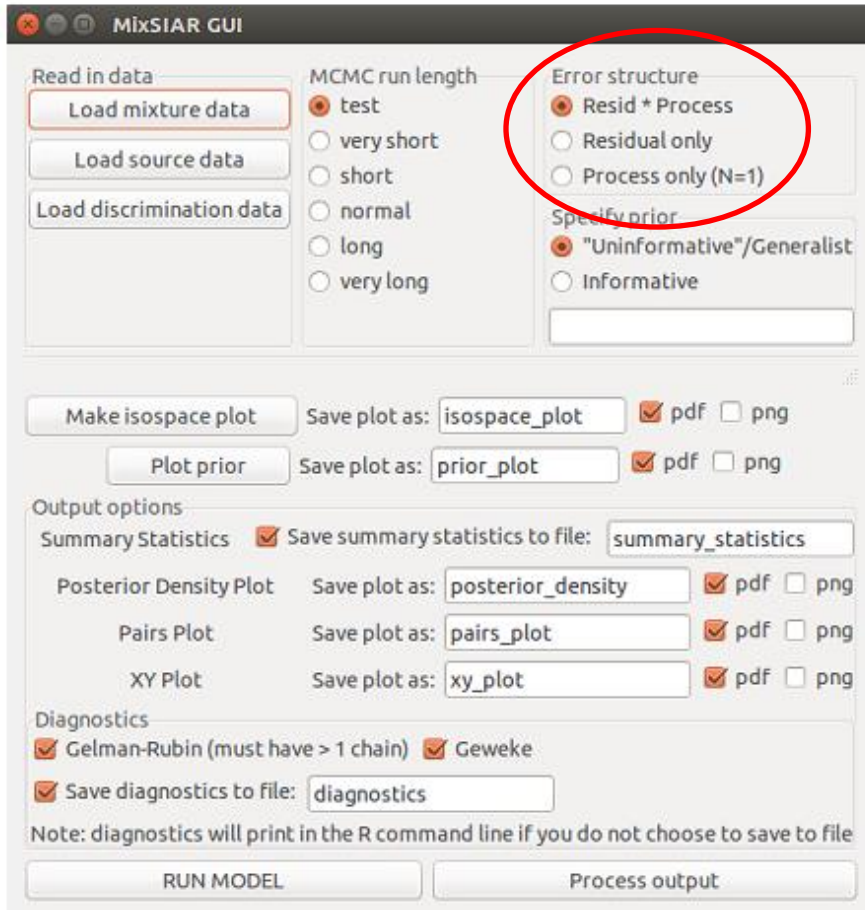 MixSIAR GUI
Read in data
Load mixture data
Load source data
Load discrimination data
MCMC run length
test
very short
short
normal
long
very long
Error structure
Resid * Process
Residual only
Process only (N=1)
Specify prior
"Uninformative"/Generalist
Informative
Make isospace plot Save plot as: isospace_plot pdf png
Plot prior Save plot as: prior_plot pdf png
Output options
Summary Statistics Save summary statistics to file: summary_statistics
Posterior Density Plot Save plot as: posterior_density pdf png
Pairs Plot Save plot as: pairs_plot pdf png
XY Plot Save plot as: xy_plot pdf png
Diagnostics
Gelman-Rubin (must have > 1 chain) Geweke
Save diagnostics to file: diagnostics
Note: diagnostics will print in the R command line if you do not choose to save to file
RUN MODEL Process output